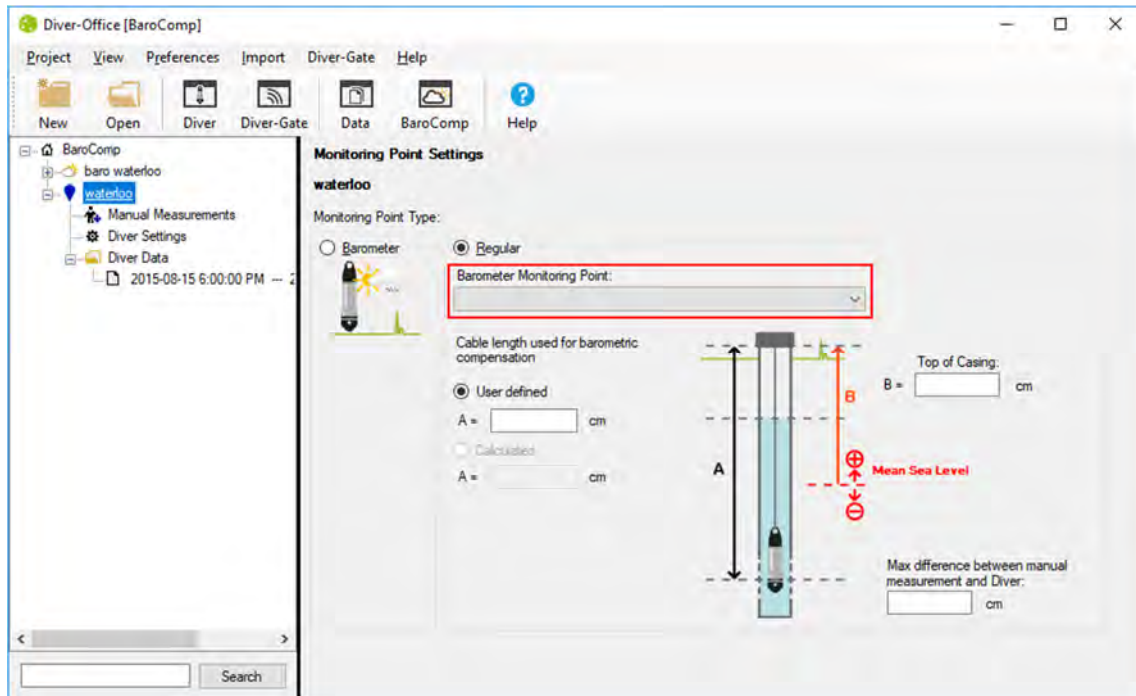 Diver-Office [BaroComp]
Project View Preferences Import Diver-Gate Help
New Open Diver Diver-Gate Data BaroComp Help
BaroComp
baro waterloo
waterloo
Manual Measurements
Diver Settings
Diver Data
2015-08-15 6:00:00 PM --- 2
Search
Monitoring Point Settings
waterloo
Monitoring Point Type:
Barometer
Regular
Barometer Monitoring Point:
Cable length used for barometric
compensation
User defined
A = cm
Calculated
A = cm
A
B
Top of Casing:
B = cm
Mean Sea Level
Max difference between manual
measurement and Diver:
cm